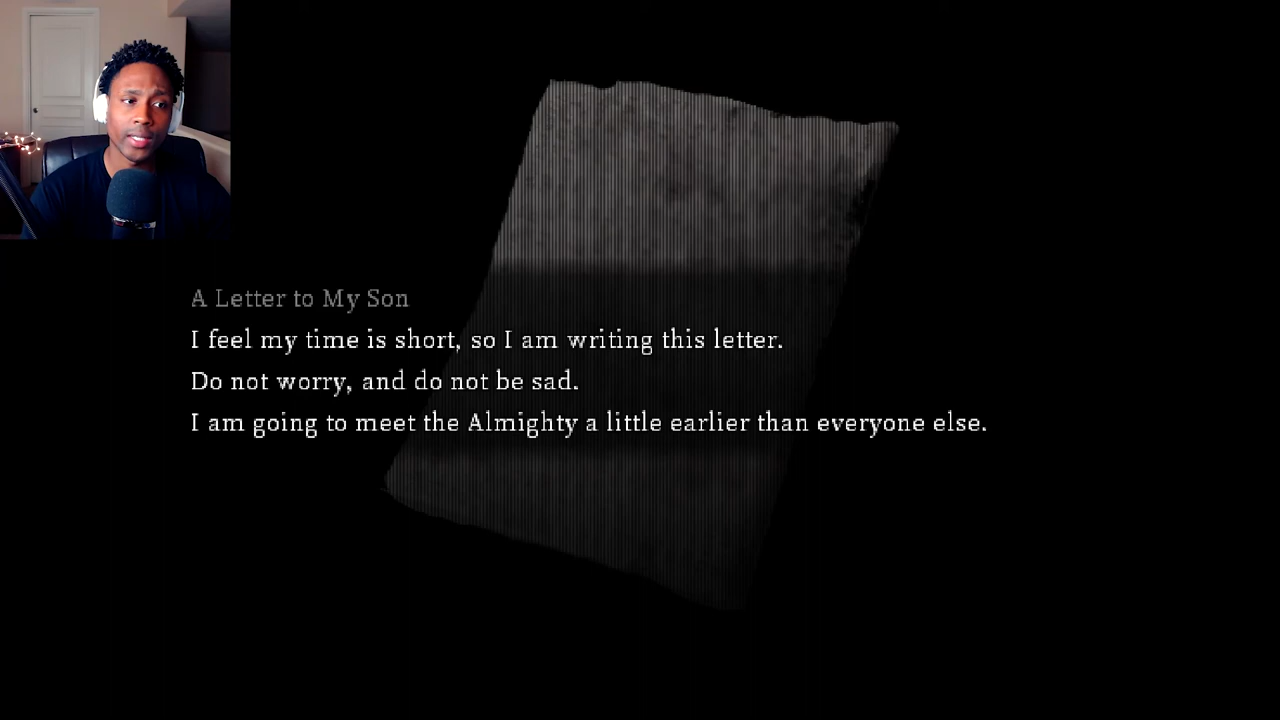 A Letter to My Son
I feel my time is short, so I am writing this letter.
Do not worry, and do not be sad.
I am going to meet the Almighty a little earlier than everyone else.